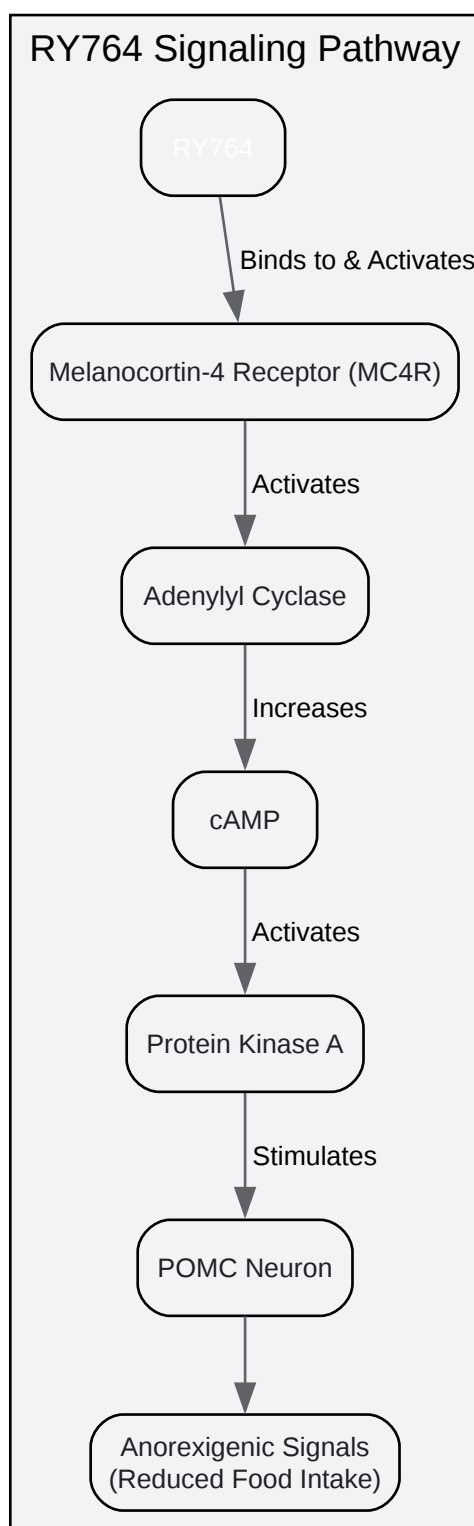 RY764 Signaling Pathway
RY764
Binds to & Activates
Melanocortin-4 Receptor (MC4R)
Activates
Adenylyl Cyclase
Increases
cAMP
Activates
Protein Kinase A
Stimulates
POMC Neuron
Anorexigenic Signals
(Reduced Food Intake)